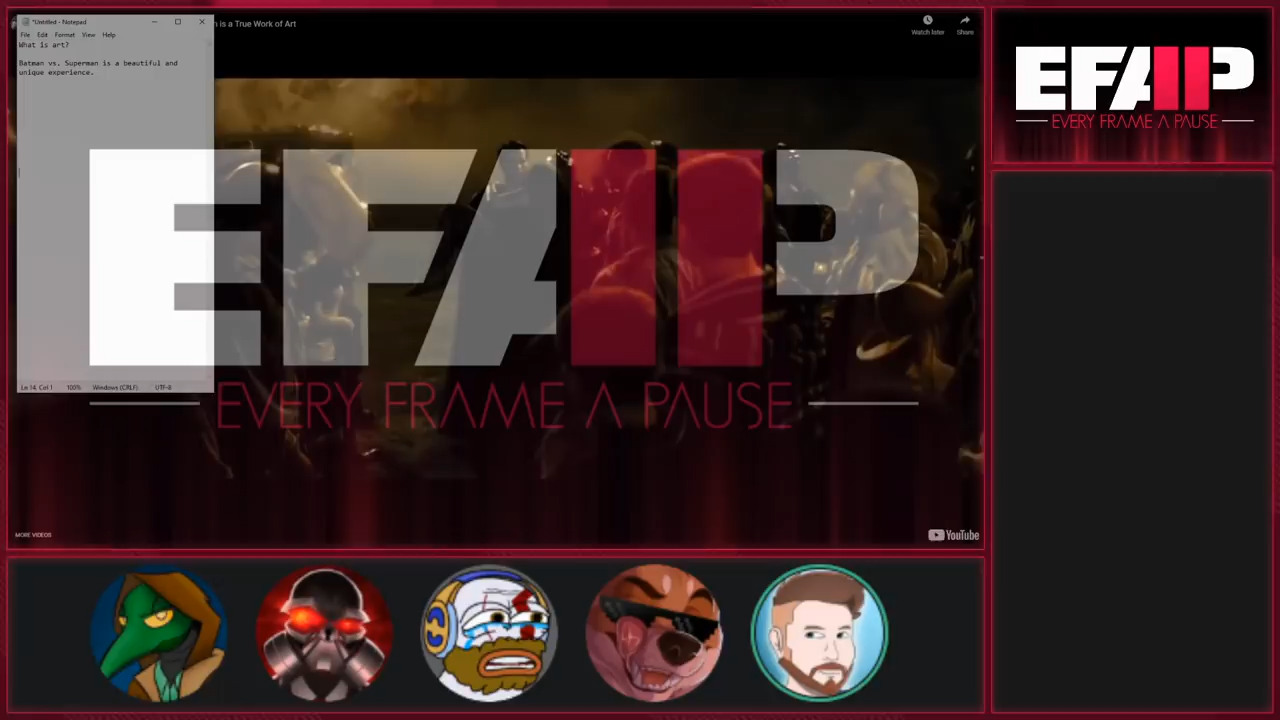 *Untitled - Notepad
n is a True Work of Art
Watch later
Share
File Edit Format View Help
What is art?
Batman vs. Superman is a beautiful and
unique experience.
EFAP
EVERY FRAME A PAUSE
Ln 14, Col 1 100% Windows (CRLF) UTF-8
EFAP
EVERY FRAME A PAUSE
MORE VIDEOS
YouTube